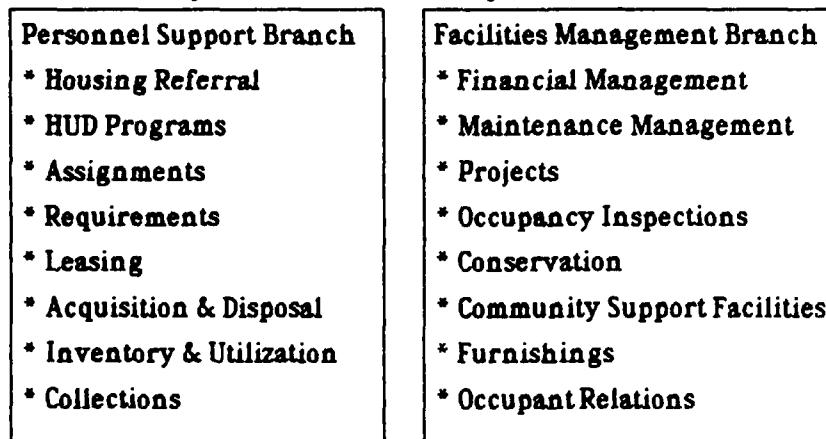 Personnel Support Branch
* Housing Referral
* HUD Programs
* Assignments
* Requirements
* Leasing
* Acquisition & Disposal
* Inventory & Utilization
* Collections
Facilities Management Branch
* Financial Management
* Maintenance Management
* Projects
* Occupancy Inspections
* Conservation
* Community Support Facilities
* Furnishings
* Occupant Relations